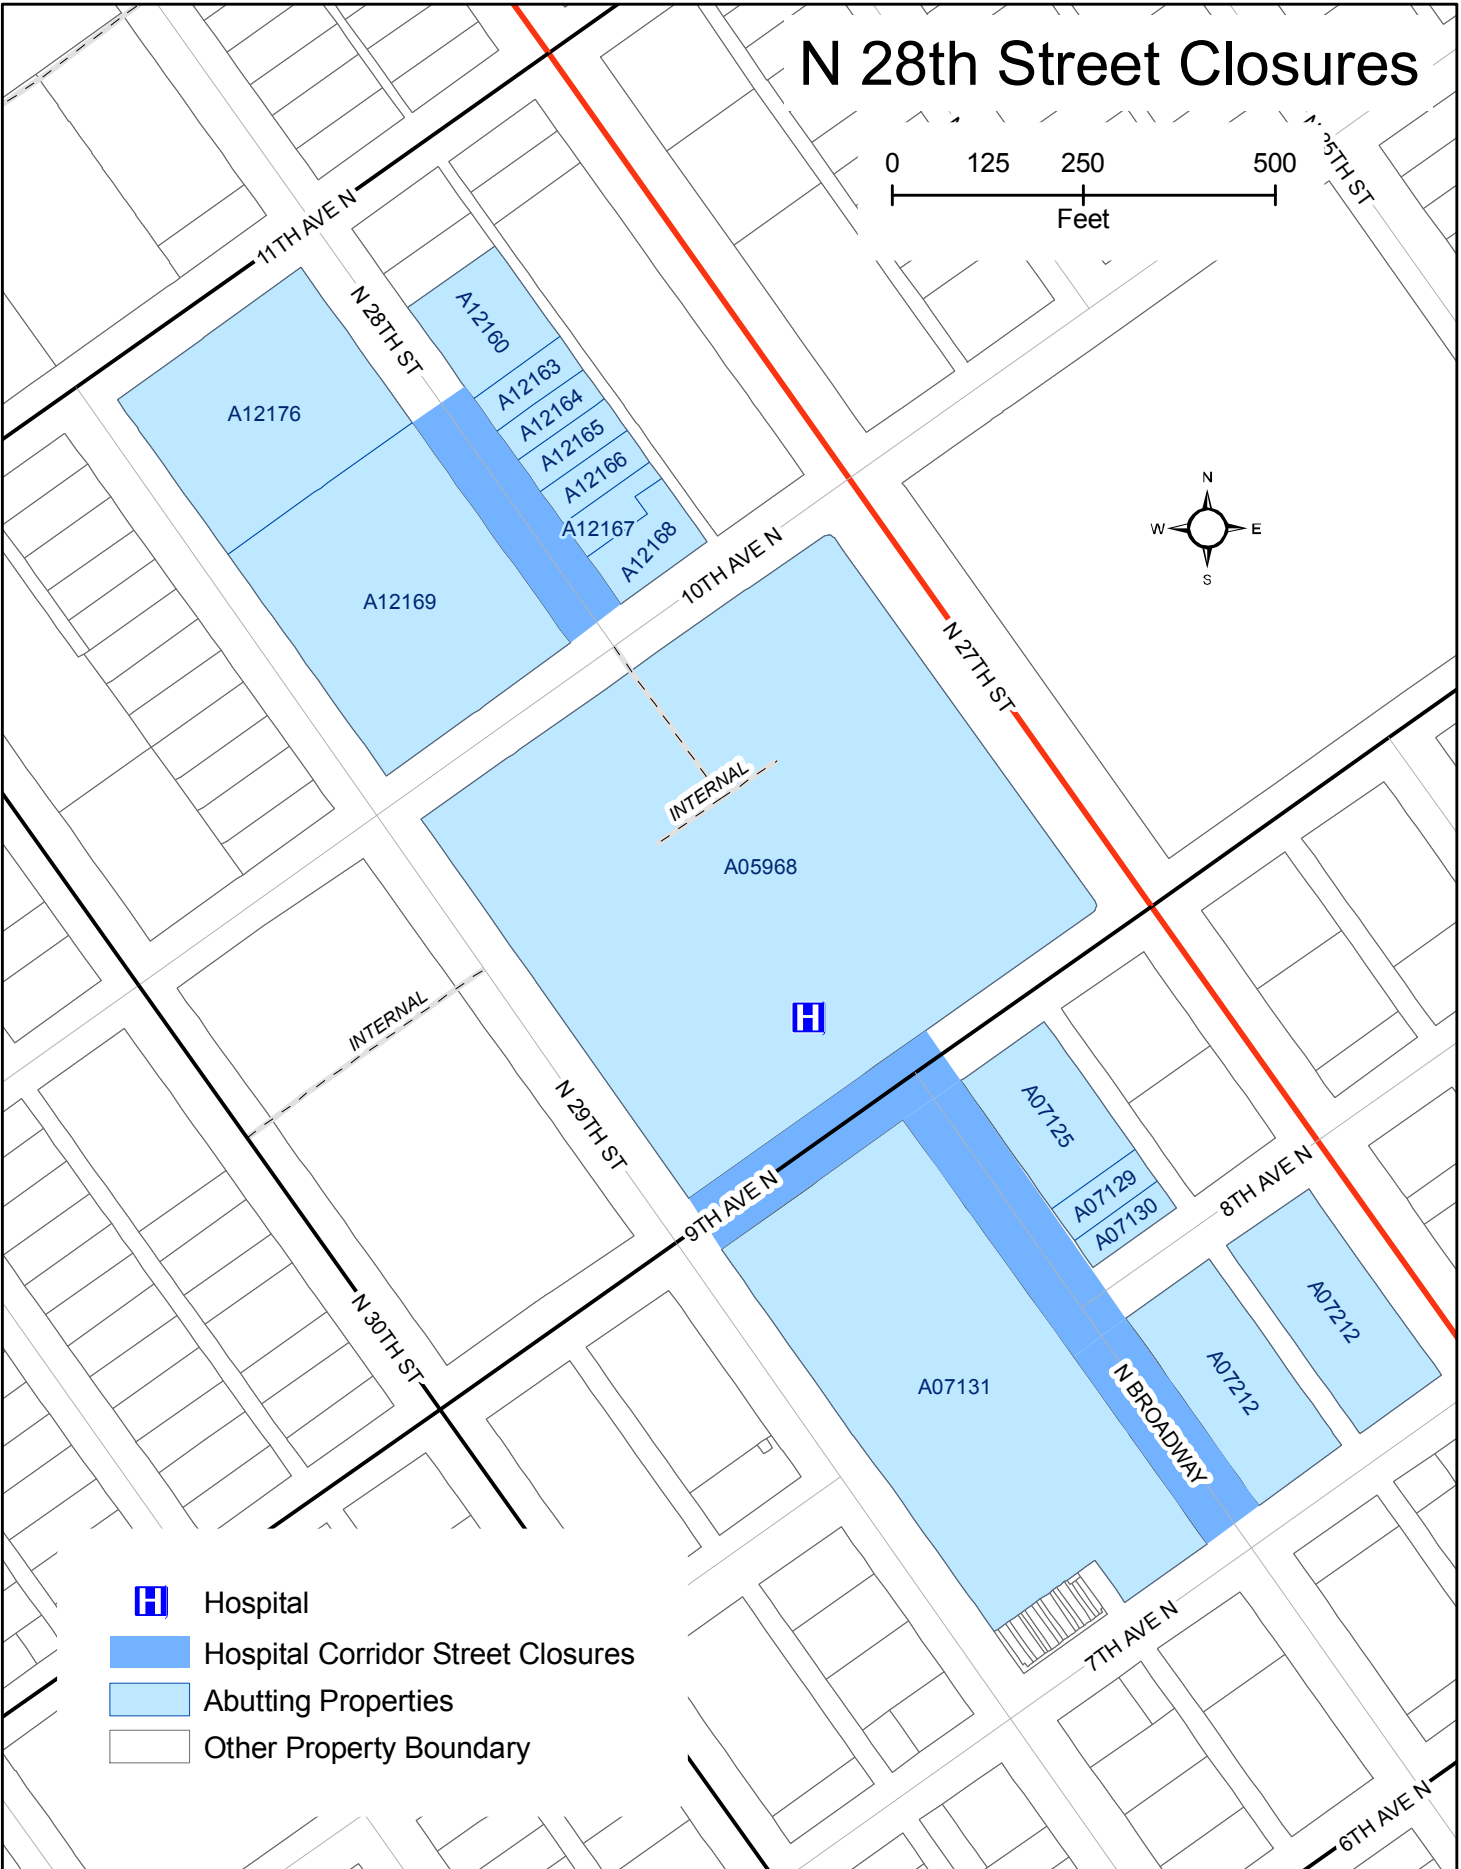 N 28th Street Closures
0 125 250 500
Feet
N 25TH ST
11TH AVE N
N 28TH ST
A12160
A12163
A12164
A12165
A12166
A12167
A12168
A12176
A12169
10TH AVE N
N
W E
S
N 27TH ST
INTERNAL
A05968
H
INTERNAL
N 29TH ST
9TH AVE N
A07125
A07129
A07130
8TH AVE N
N 30TH ST
A07131
N BROADWAY
A07212
A07212
7TH AVE N
6TH AVE N
H Hospital
Hospital Corridor Street Closures
Abutting Properties
Other Property Boundary